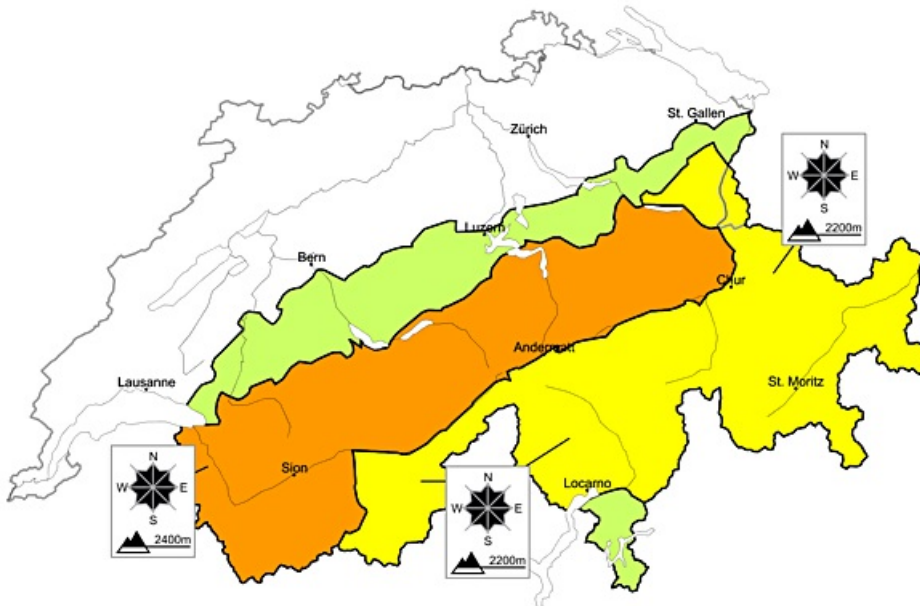 St. Gallen
Zürich
N
W E
S
2200m
Luzern
Bern
Chur
Andermatt
Lausanne
St. Moritz
N
W E
S
2400m
Sion
N
W E
S
2200m
Locarno